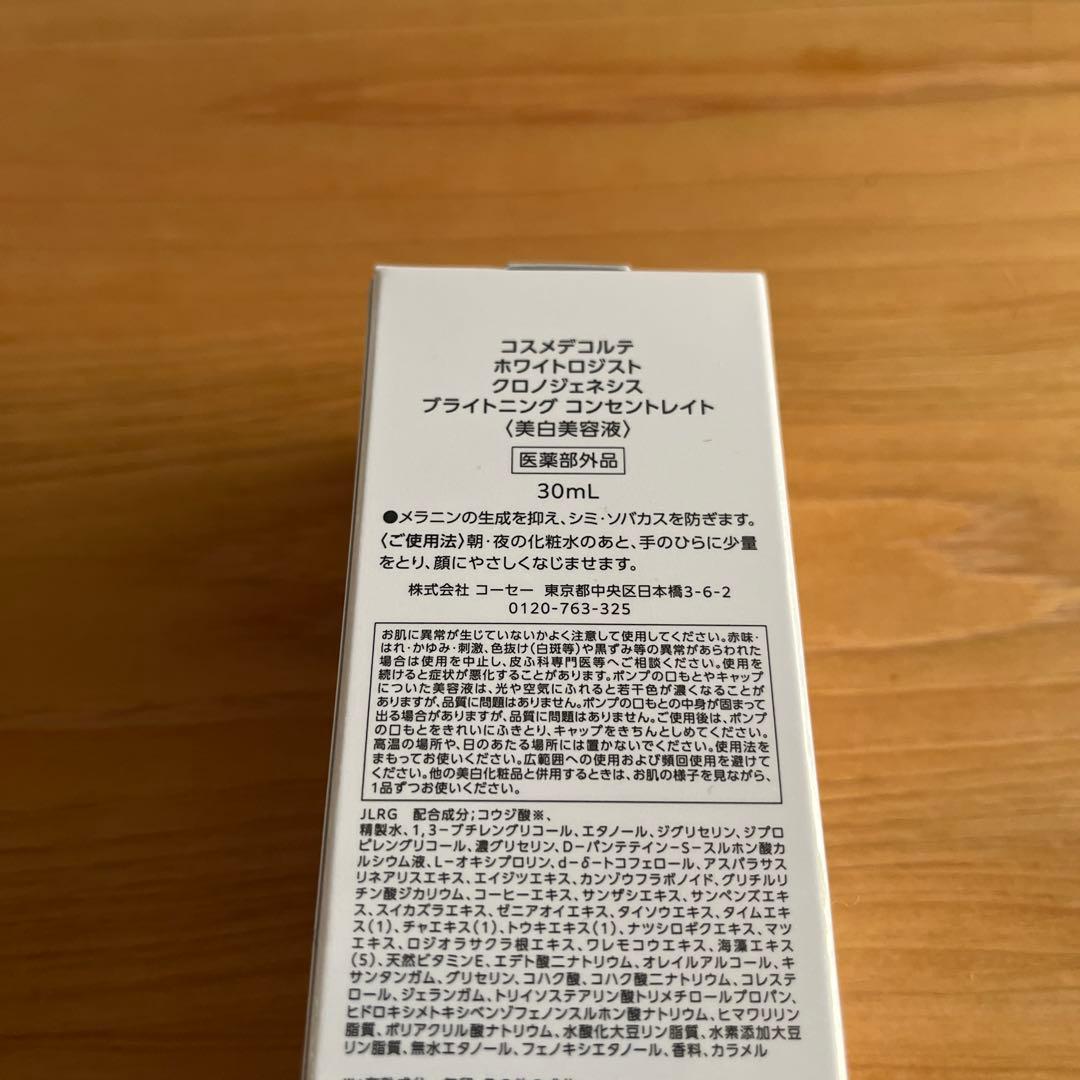 コスメデコルテ
ホワイトロジスト
クロノジェネシス
ブライトニング コンセントレイト
〈美白美容液〉
医薬部外品
30mL
●メラニンの生成を抑え、シミ・ソバカスを防ぎます。
〈ご使用法〉朝・夜の化粧水のあと、手のひらに少量
をとり、顔にやさしくなじませます。
株式会社 コーセー 東京都中央区日本橋3-6-2
0120-763-325
お肌に異常が生じていないかよく注意して使用してください。赤味・
はれ・かゆみ・刺激、色抜け(白斑等)や黒ずみ等の異常があらわれた
場合は使用を中止し、皮ふ科専門医等へご相談ください。使用を
続けると症状が悪化することがあります。ポンプの口もとやキャップ
についた美容液は、光や空気にふれると若干色が濃くなることが
ありますが、品質に問題はありません。ポンプの口もとの中身が固まって
出る場合がありますが、品質に問題はありません。ご使用後は、ポンプ
の口もとをきれいにふきとり、キャップをきちんとしめてください。
高温の場所や、日のあたる場所には置かないでください。使用法を
まもってお使いください。広範囲への使用および頻回使用を避けて
ください。他の美白化粧品と併用するときは、お肌の様子を見ながら、
1品ずつお使いください。
JLRG 配合成分;コウジ酸※、
精製水、1,3-ブチレングリコール、エタノール、ジグリセリン、ジプロ
ピレングリコール、濃グリセリン、D-パンテテイン-S-スルホン酸カ
ルシウム液、L-オキシプロリン、d-δ-トコフェロール、アスパラサス
リネアリスエキス、エイジツエキス、カンゾウフラボノイド、グリチルリ
チン酸ジカリウム、コーヒーエキス、サンザシエキス、サンペンズエキ
ス、スイカズラエキス、ゼニアオイエキス、タイソウエキス、タイムエキ
ス(1)、チャエキス(1)、トウキエキス(1)、ナツシロギクエキス、マツ
エキス、ロジオラサクラ根エキス、ワレモコウエキス、海藻エキス
(5)、天然ビタミンE、エデト酸二ナトリウム、オレイルアルコール、キ
サンタンガム、グリセリン、コハク酸、コハク酸二ナトリウム、コレステ
ロール、ジェランガム、トリイソステアリン酸トリメチロールプロパン、
ヒドロキシメトキシベンゾフェノンスルホン酸ナトリウム、ヒマワリリン
脂質、ポリアクリル酸ナトリウム、水酸化大豆リン脂質、水素添加大豆
リン脂質、無水エタノール、フェノキシエタノール、香料、カラメル